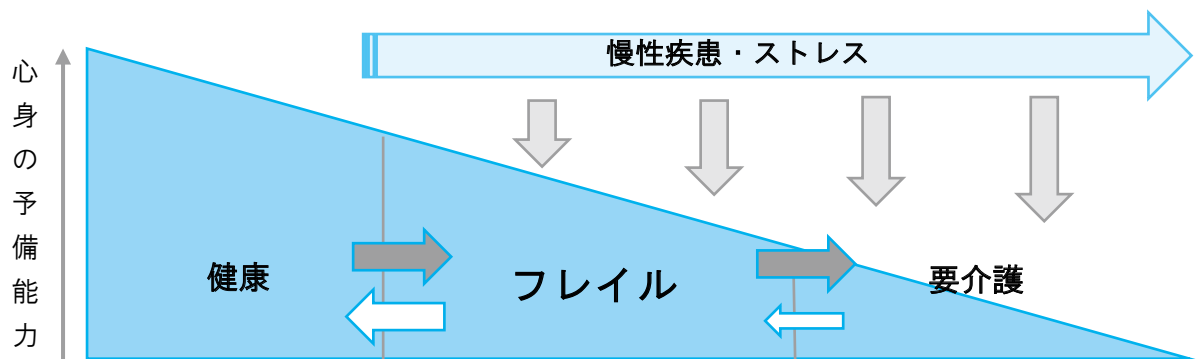 慢性疾患・ストレス
心身の予備能力
健康
フレイル
要介護